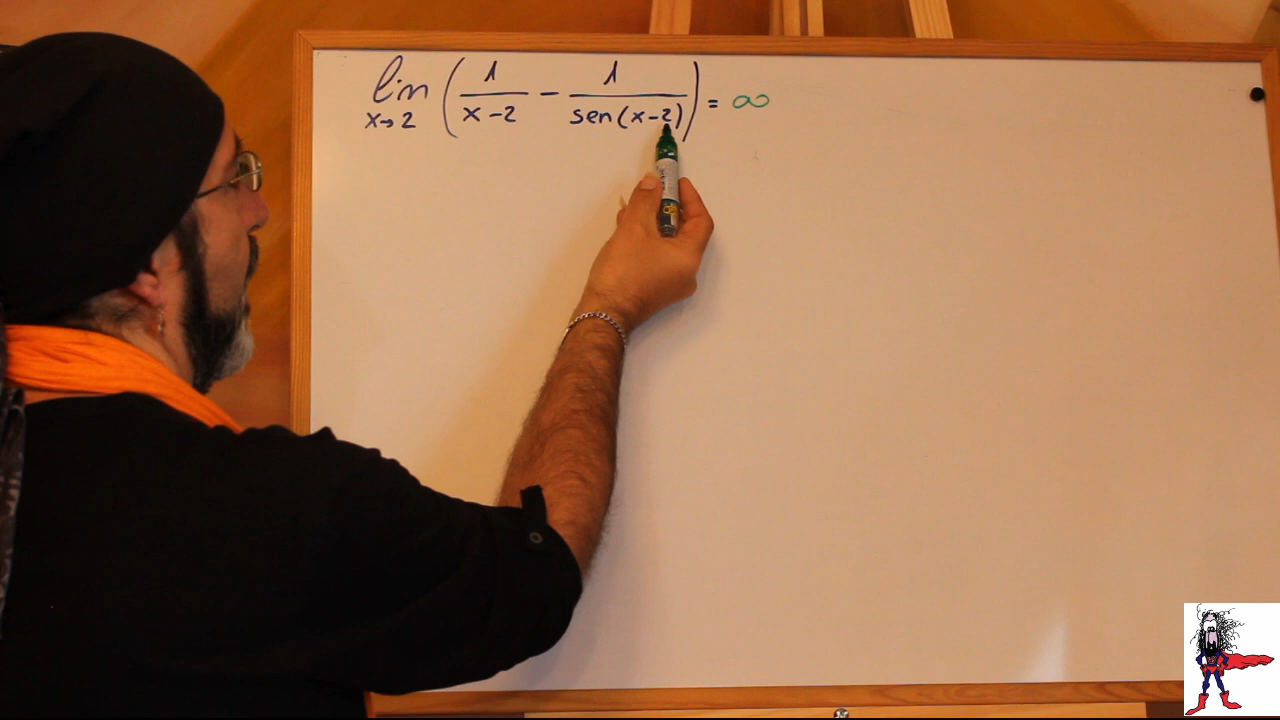 lim x→2 ( 1/(x-2) - 1/(sen(x-2)) ) = ∞